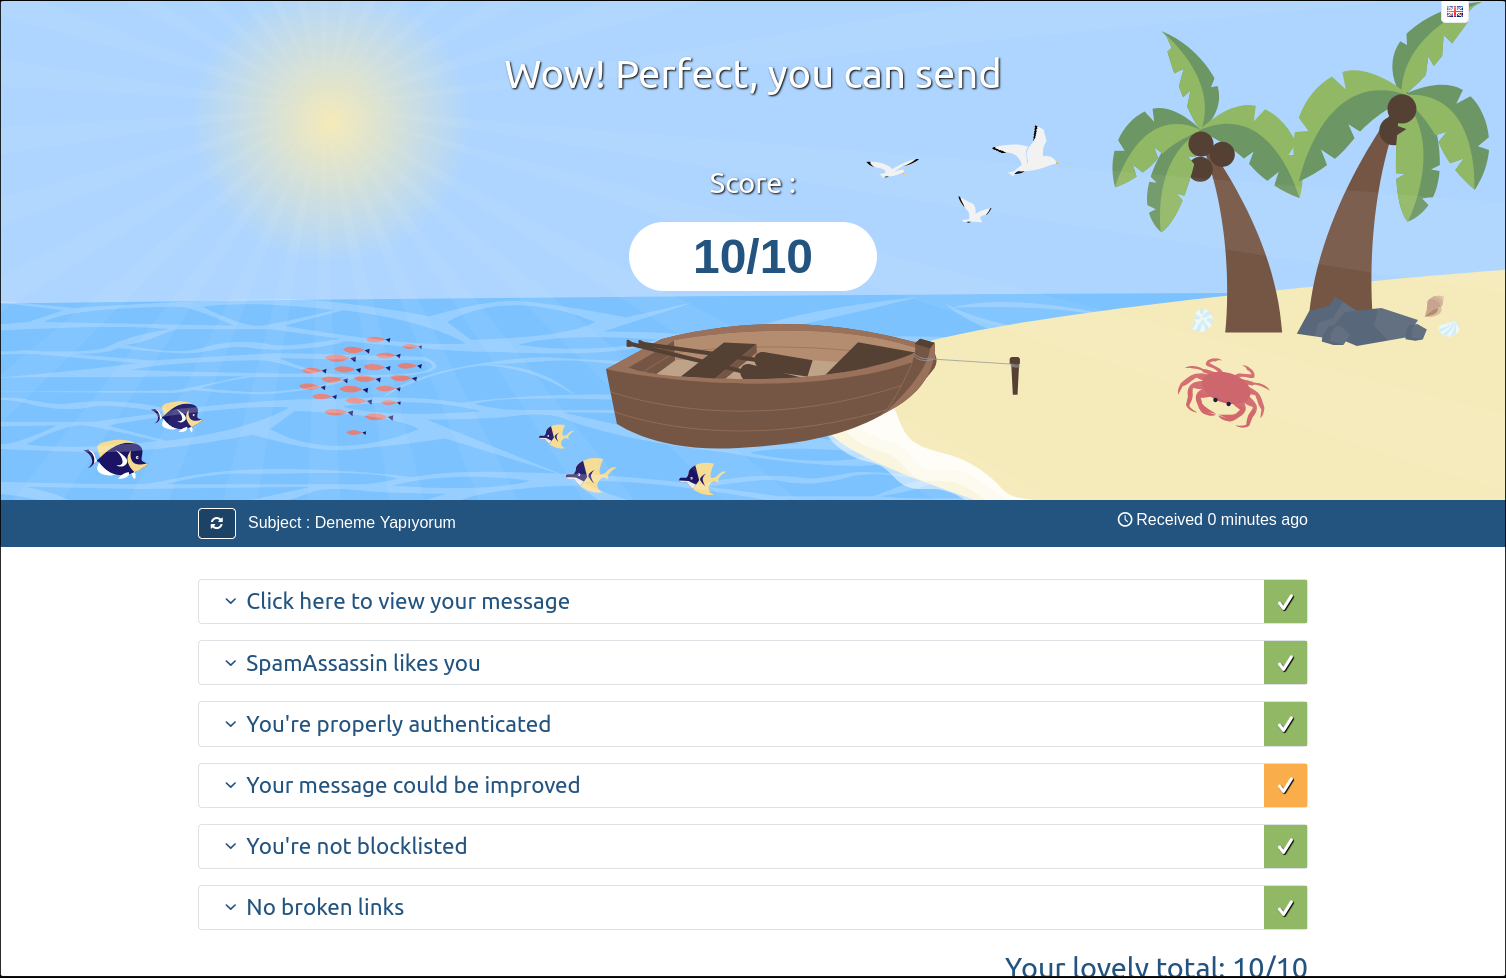 Wow! Perfect, you can send
Score :
10/10
Subject : Deneme Yapıyorum
Received 0 minutes ago
Click here to view your message
SpamAssassin likes you
You're properly authenticated
Your message could be improved
You're not blocklisted
No broken links
Your lovely total: 10/10